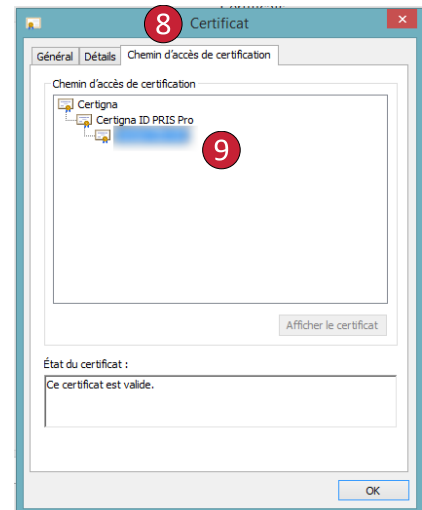 8
Certificat
Général Détails Chemin d'accès de certification
Chemin d'accès de certification
Certigna
Certigna ID PRIS Pro
9
Afficher le certificat
État du certificat :
Ce certificat est valide.
OK